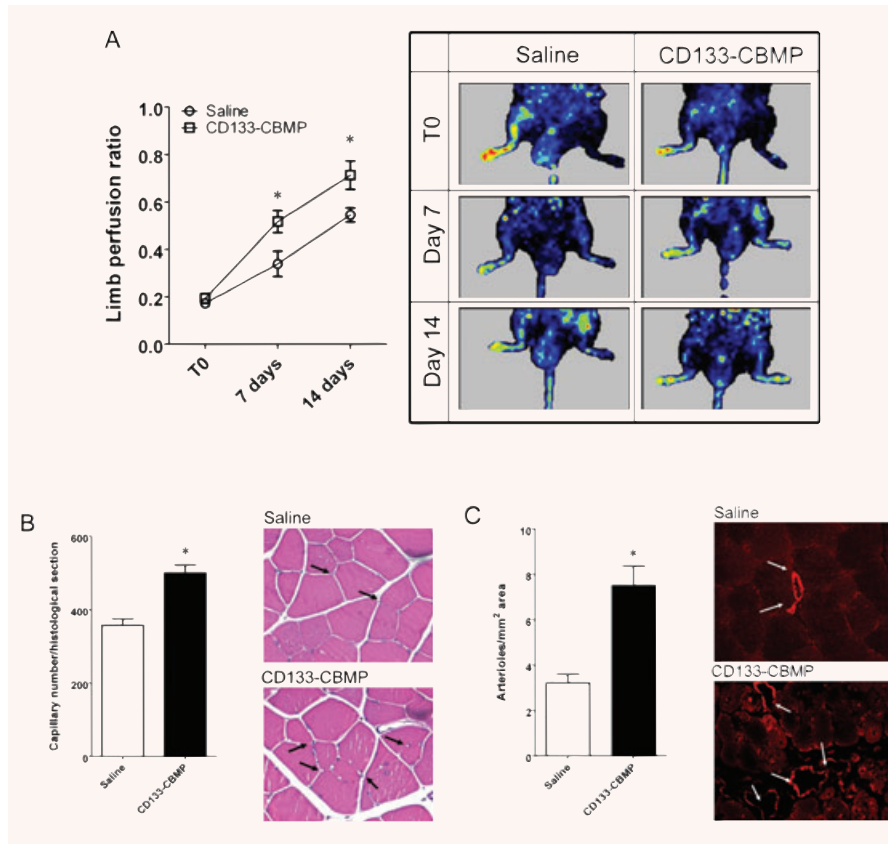 A
Saline
CD133-CBMP
Limb perfusion ratio
1.0
0.8
0.6
0.4
0.2
0.0
*
*
T0
7 days
14 days
Saline
CD133-CBMP
T0
Day 7
Day 14
B
Capillary number/histological section
600
400
200
0
*
Saline
CD133-CBMP
Saline
CD133-CBMP
C
Arterioles/mm² area
10
8
6
4
2
0
*
Saline
CD133-CBMP
Saline
CD133-CBMP